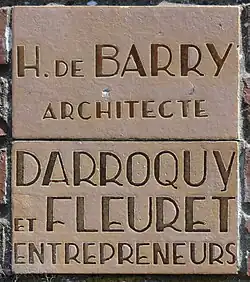 H. DE BARRY
ARCHITECTE
DARROQUY
ET FLEURET
ENTREPRENEURS